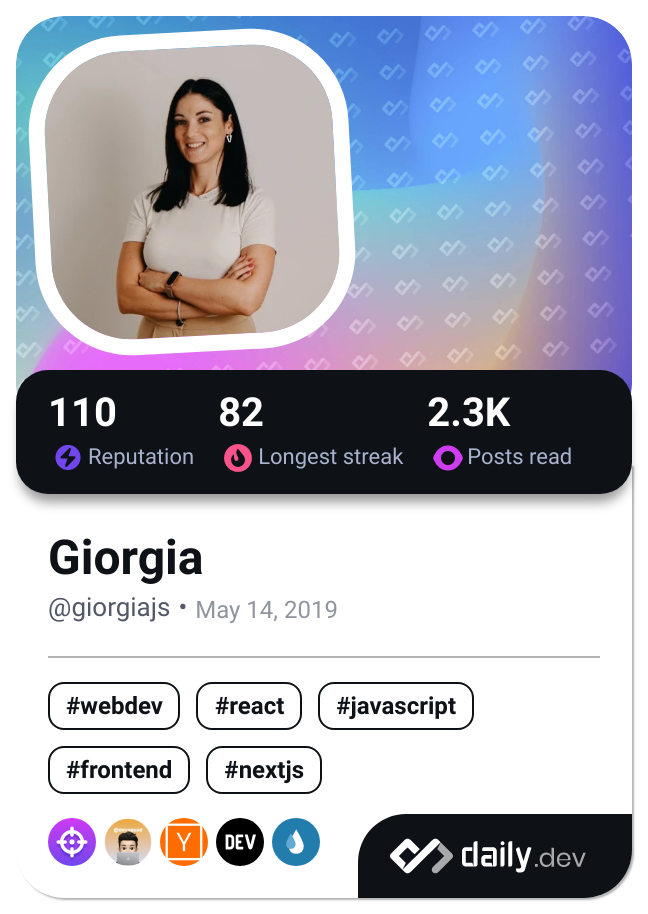 110 82 2.3K
Reputation Longest streak Posts read
Giorgia
@giorgiajs • May 14, 2019
#webdev #react #javascript
#frontend #nextjs
Y DEV
daily.dev